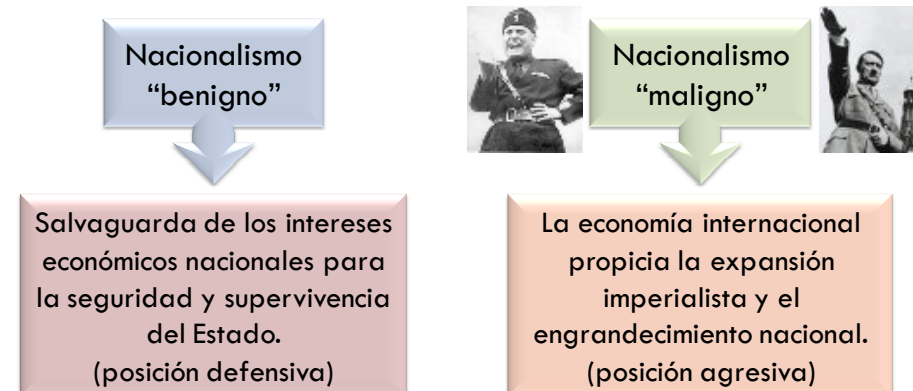 Nacionalismo
“benigno”
Salvaguarda de los intereses
económicos nacionales para
la seguridad y supervivencia
del Estado.
(posición defensiva)
Nacionalismo
“maligno”
La economía internacional
propicia la expansión
imperialista y el
engrandecimiento nacional.
(posición agresiva)